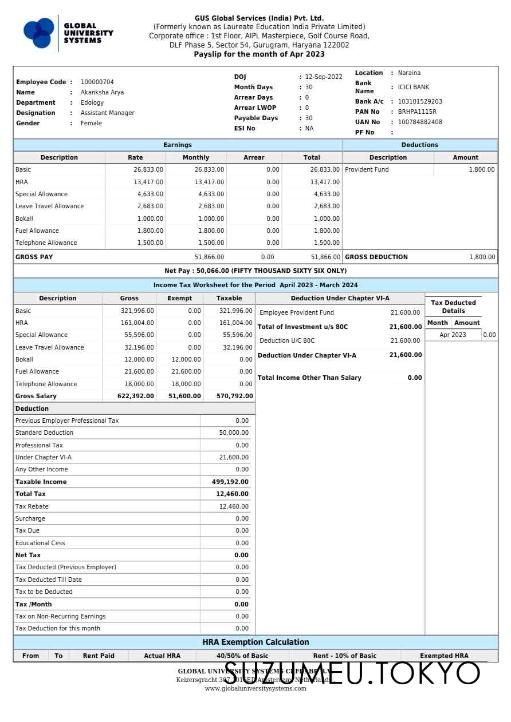 GLOBAL UNIVERSITY SYSTEMS
GUS Global Services (India) Pvt. Ltd.
(Formerly known as Laureate Education India Private Limited)
Corporate office : 1st Floor, AIPL Masterpiece, Golf Course Road,
DLF Phase 5, Sector 54, Gurugram, Haryana 122002
Payslip for the month of Apr 2023
Employee Code : 100000704
Name : Akanksha Arya
Department : Edology
Designation : Assistant Manager
Gender : Female
DOJ : 12-Sep-2022
Month Days : 30
Arrear Days : 0
Arrear LWOP : 0
Payable Days : 30
ESI No : NA
Location : Naraina
Bank Name : ICICI BANK
Bank A/c : 103101529203
PAN No : BRHPA1115R
UAN No : 100784882408
PF No :
Earnings Deductions
Description Rate Monthly Arrear Total Description Amount
Basic 26,833.00 26,833.00 0.00 26,833.00 Provident Fund 1,800.00
HRA 13,417.00 13,417.00 0.00 13,417.00
Special Allowance 4,633.00 4,633.00 0.00 4,633.00
Leave Travel Allowance 2,683.00 2,683.00 0.00 2,683.00
Bokall 1,000.00 1,000.00 0.00 1,000.00
Fuel Allowance 1,800.00 1,800.00 0.00 1,800.00
Telephone Allowance 1,500.00 1,500.00 0.00 1,500.00
GROSS PAY 51,866.00 0.00 51,866.00 GROSS DEDUCTION 1,800.00
Net Pay : 50,066.00 (FIFTY THOUSAND SIXTY SIX ONLY)
Income Tax Worksheet for the Period April 2023 - March 2024
Description Gross Exempt Taxable
Basic 321,996.00 0.00 321,996.00
HRA 161,004.00 0.00 161,004.00
Special Allowance 55,596.00 0.00 55,596.00
Leave Travel Allowance 32,196.00 0.00 32,196.00
Bokall 12,000.00 12,000.00 0.00
Fuel Allowance 21,600.00 21,600.00 0.00
Telephone Allowance 18,000.00 18,000.00 0.00
Gross Salary 622,392.00 51,600.00 570,792.00
Deduction
Previous Employer Professional Tax 0.00
Standard Deduction 50,000.00
Professional Tax 0.00
Under Chapter VI-A 21,600.00
Any Other Income 0.00
Taxable Income 499,192.00
Total Tax 12,460.00
Tax Rebate 12,460.00
Surcharge 0.00
Tax Due 0.00
Educational Cess 0.00
Net Tax 0.00
Tax Deducted (Previous Employer) 0.00
Tax Deducted Till Date 0.00
Tax to be Deducted 0.00
Tax /Month 0.00
Tax on Non-Recurring Earnings 0.00
Tax Deduction for this month 0.00
Deduction Under Chapter VI-A
Employee Provident Fund 21,600.00
Total of Investment u/s 80C 21,600.00
Deduction U/C 80C 21,600.00
Deduction Under Chapter VI-A 21,600.00
Total Income Other Than Salary 0.00
Tax Deducted Details
Month Amount
Apr 2023 0.00
HRA Exemption Calculation
From To Rent Paid Actual HRA 40/50% of Basic Rent - 10% of Basic Exempted HRA
GLOBAL UNIVERSITY SYSTEMS
SUZUMEU.TOKYO
Keizersgracht
www.globaluniversitysystems.com